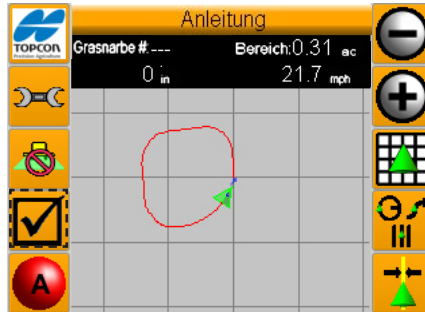 Anleitung
TOPCON
Precision Agriculture
Grasnarbe #:--- Bereich:0.31 ac
0 in 21.7 mph
A